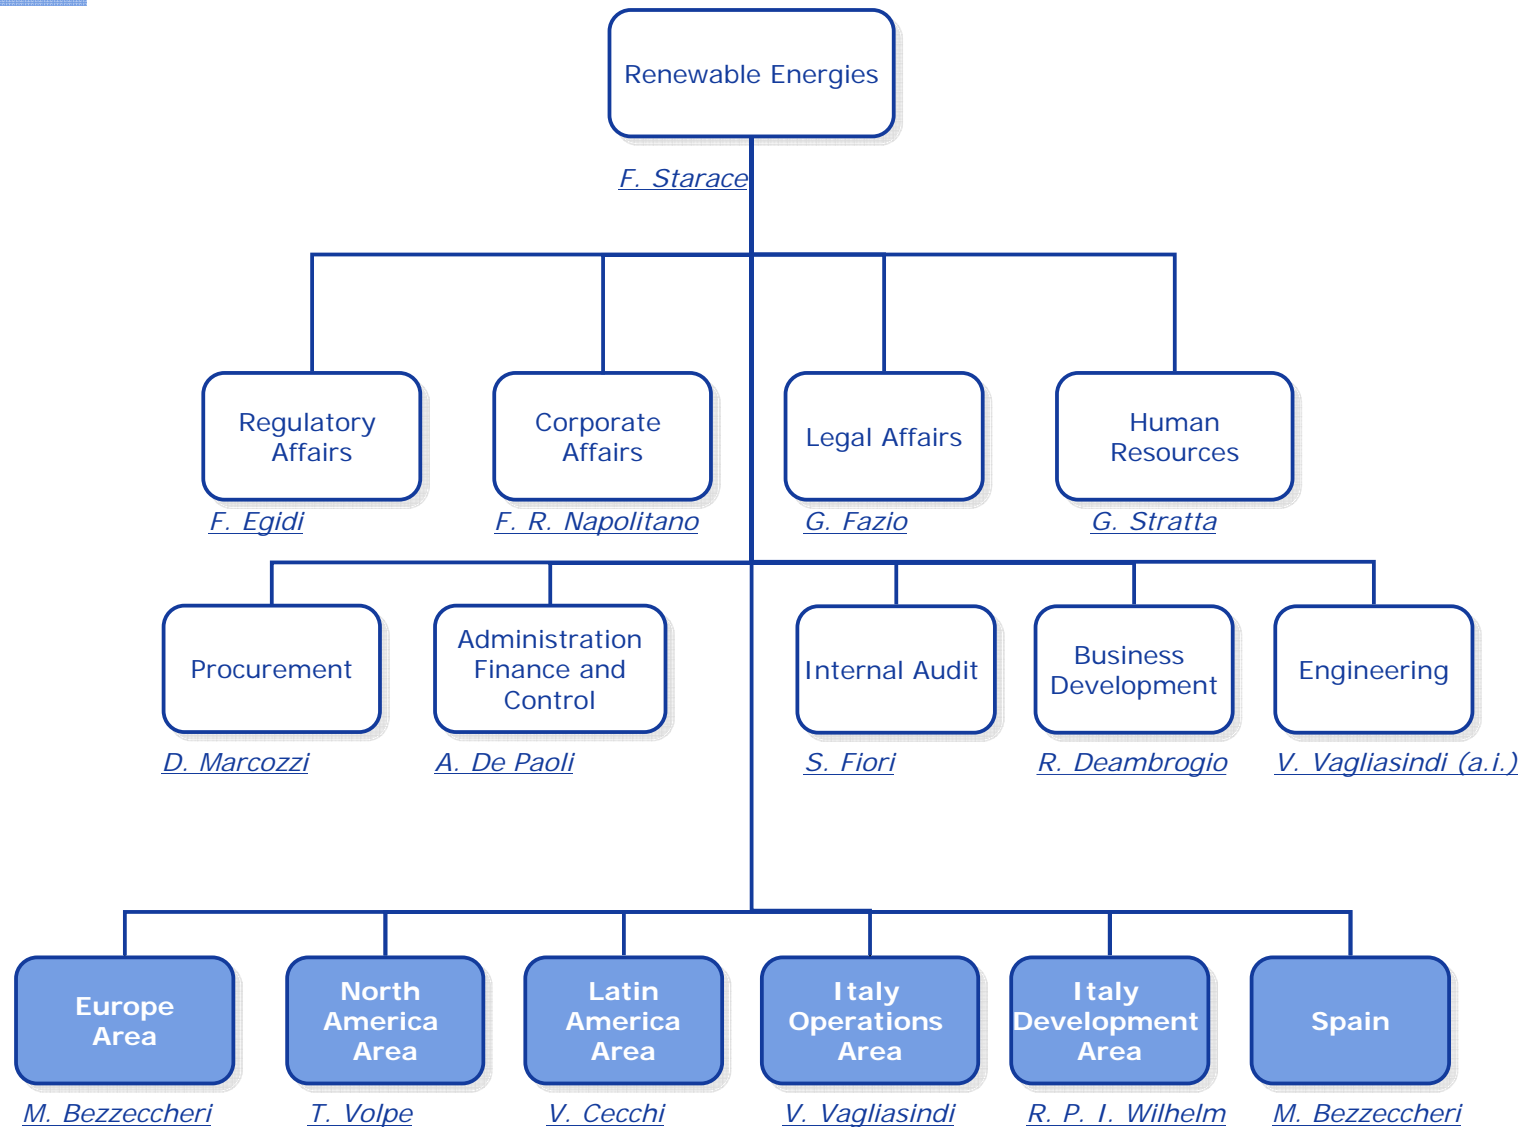 Renewable Energies
F. Starace
Regulatory
Affairs
Corporate
Affairs
Legal Affairs
Human
Resources
F. Egidi
F. R. Napolitano
G. Fazio
G. Stratta
Procurement
Administration
Finance and
Control
Internal Audit
Business
Development
Engineering
D. Marcozzi
A. De Paoli
S. Fiori
R. Deambrogio
V. Vagliasindi (a.i.)
Europe
Area
North
America
Area
Latin
America
Area
Italy
Operations
Area
Italy
Development
Area
Spain
M. Bezzeccheri
T. Volpe
V. Cecchi
V. Vagliasindi
R. P. I. Wilhelm
M. Bezzeccheri